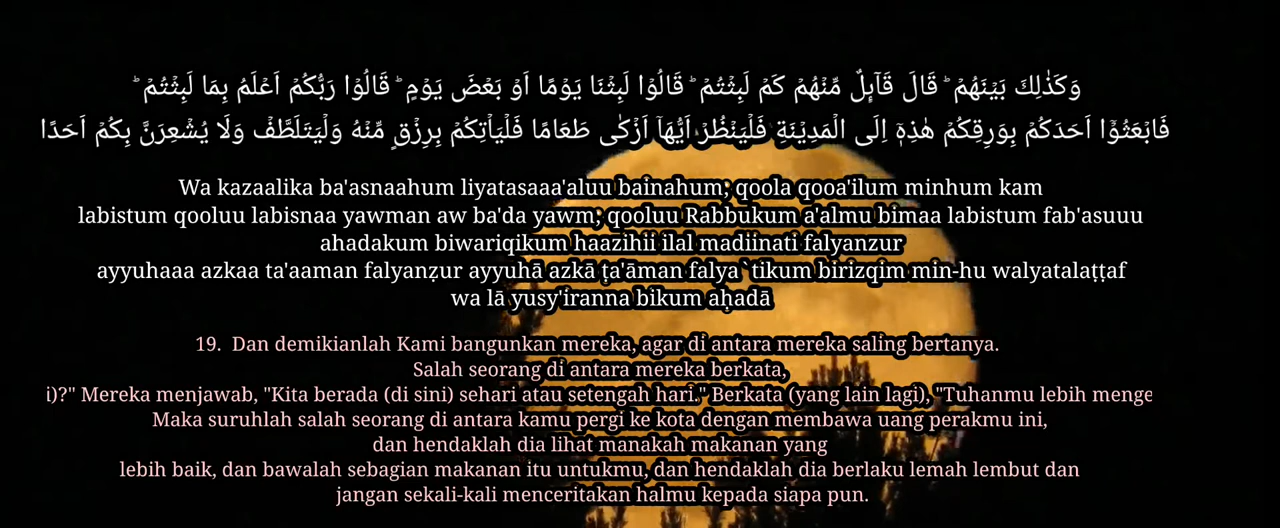 وَكَذٰلِكَ بَيۡنَهُمۡ‌ ؕ قَالَ قَآٮِٕلٌ مِّنۡهُمۡ كَمۡ لَبِثۡتُمۡ ؕ قَالُوۡا لَبِثۡنَا يَوۡمًا اَوۡ بَعۡضَ يَوۡمٍ ؕ قَالُوۡا رَبُّكُمۡ اَعۡلَمُ بِمَا لَبِثۡتُمۡ ؕ
فَابۡعَثُوۡۤا اَحَدَكُمۡ بِوَرِقِكُمۡ هٰذِهٖۤ اِلَى الۡمَدِيۡنَةِ فَلۡيَنۡظُرۡ اَيُّهَاۤ اَزۡكٰى طَعَامًا فَلۡيَاۡتِكُمۡ بِرِزۡقٍ مِّنۡهُ وَلۡيَتَلَطَّفۡ وَلَا يُشۡعِرَنَّ بِكُمۡ اَحَدًا
Wa kazaalika ba'asnaahum liyatasaaa'aluu bainahum; qoola qooa'ilum minhum kam
labistum qooluu labisnaa yawman aw ba'da yawm; qooluu Rabbukum a'almu bimaa labistum fab'asuuu
ahadakum biwariqikum haazihii ilal madiinati falyanzur
ayyuhaaa azkaa ta'aaman falyanẓur ayyuhā azkā ṭa'āman falya`tikum birizqim min-hu walyatalaṭṭaf
wa lā yusy'iranna bikum aḥadā
19. Dan demikianlah Kami bangunkan mereka, agar di antara mereka saling bertanya.
Salah seorang di antara mereka berkata,
i)?" Mereka menjawab, "Kita berada (di sini) sehari atau setengah hari." Berkata (yang lain lagi), "Tuhanmu lebih menge
Maka suruhlah salah seorang di antara kamu pergi ke kota dengan membawa uang perakmu ini,
dan hendaklah dia lihat manakah makanan yang
lebih baik, dan bawalah sebagian makanan itu untukmu, dan hendaklah dia berlaku lemah lembut dan
jangan sekali-kali menceritakan halmu kepada siapa pun.